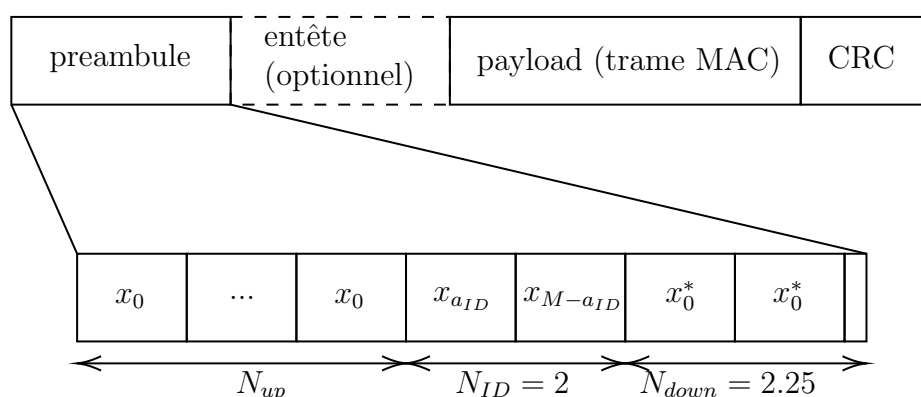 preambule
entête
(optionnel)
payload (trame MAC)
CRC
x_0 ... x_0 x_{a_{ID}} x_{M-a_{ID}} x_0^* x_0^*
N_{up} N_{ID} = 2 N_{down} = 2.25